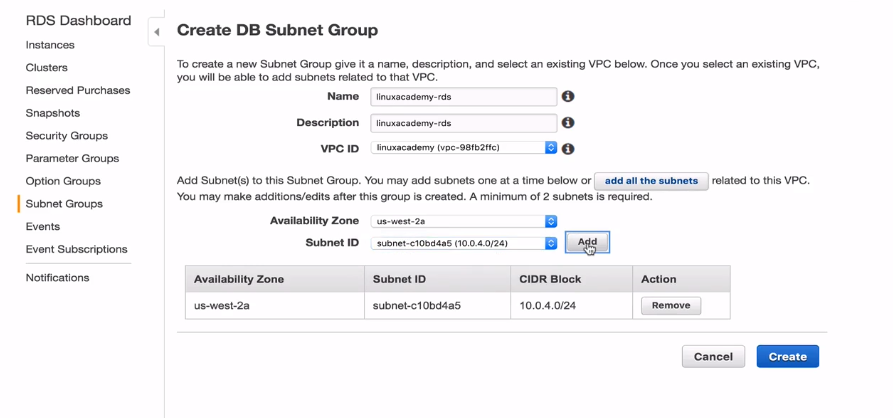 RDS Dashboard
Instances
Clusters
Reserved Purchases
Snapshots
Security Groups
Parameter Groups
Option Groups
Subnet Groups
Events
Event Subscriptions
Notifications
Create DB Subnet Group
To create a new Subnet Group give it a name, description, and select an existing VPC below. Once you select an existing VPC,
you will be able to add subnets related to that VPC.
Name linuxacademy-rds
Description linuxacademy-rds
VPC ID linuxacademy (vpc-98fb2ffc)
Add Subnet(s) to this Subnet Group. You may add subnets one at a time below or add all the subnets related to this VPC.
You may make additions/edits after this group is created. A minimum of 2 subnets is required.
Availability Zone us-west-2a
Subnet ID subnet-c10bd4a5 (10.0.4.0/24) Add
Availability Zone Subnet ID CIDR Block Action
us-west-2a subnet-c10bd4a5 10.0.4.0/24 Remove
Cancel Create